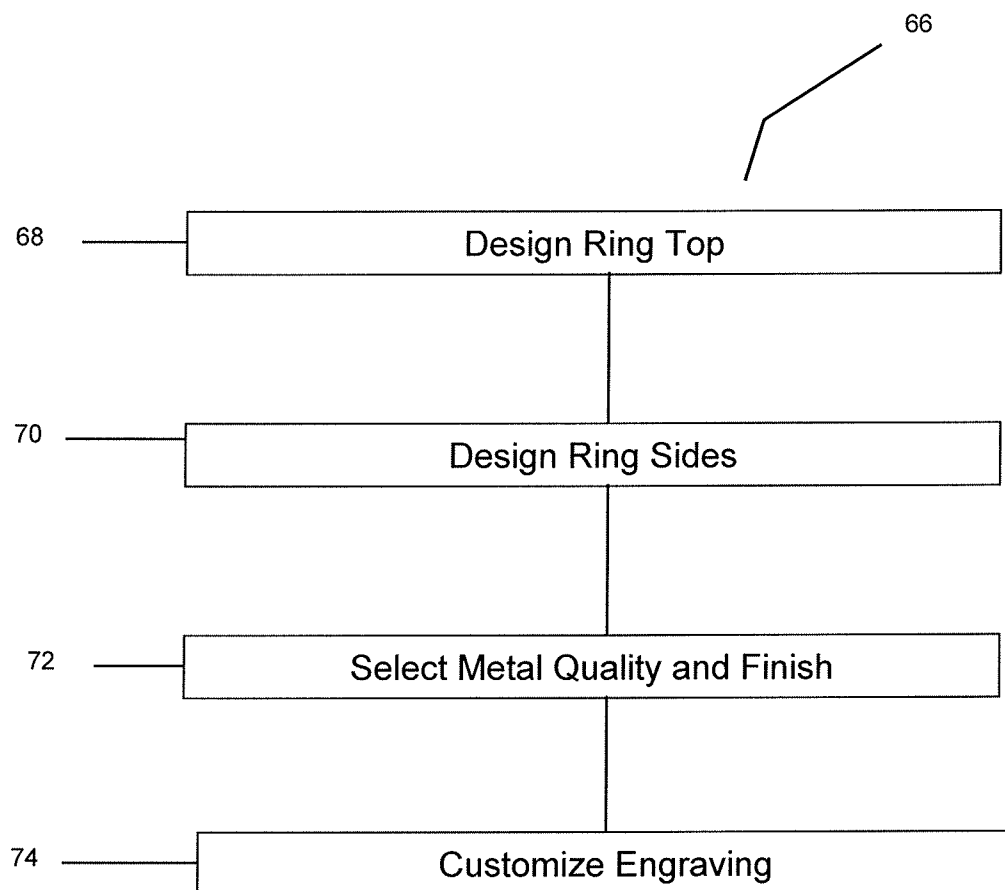 66
68
Design Ring Top
70
Design Ring Sides
72
Select Metal Quality and Finish
74
Customize Engraving